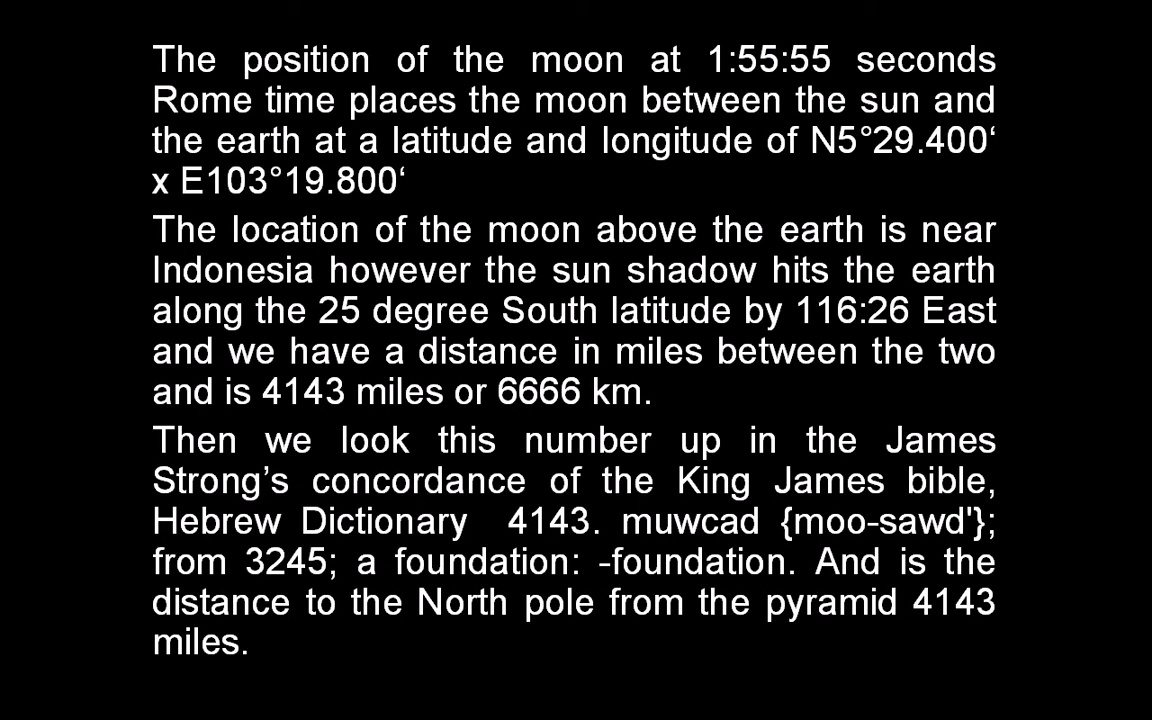 The position of the moon at 1:55:55 seconds
Rome time places the moon between the sun and
the earth at a latitude and longitude of N5°29.400‘
x E103°19.800‘
The location of the moon above the earth is near
Indonesia however the sun shadow hits the earth
along the 25 degree South latitude by 116:26 East
and we have a distance in miles between the two
and is 4143 miles or 6666 km.
Then we look this number up in the James
Strong’s concordance of the King James bible,
Hebrew Dictionary  4143. muwcad {moo-sawd'};
from 3245; a foundation: -foundation. And is the
distance to the North pole from the pyramid 4143
miles.